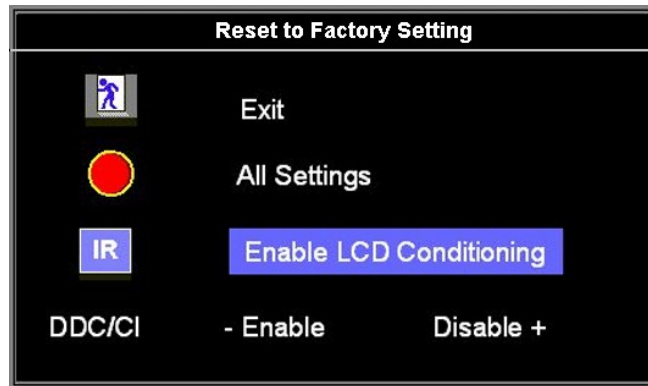 Reset to Factory Setting
Exit
All Settings
IR Enable LCD Conditioning
DDC/CI - Enable Disable +